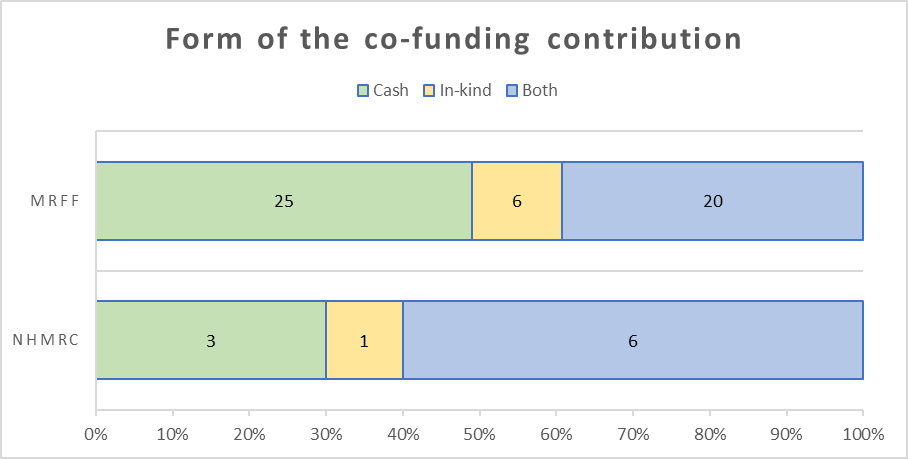 Form of the co-funding contribution
Cash In-kind Both
MRFF 25 6 20
NHMRC 3 1 6
0% 10% 20% 30% 40% 50% 60% 70% 80% 90% 100%